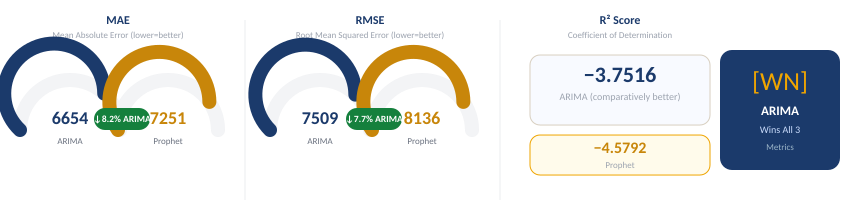 MAE
Mean Absolute Error (lower=better)
6654
↓ 8.2% ARIMA
7251
ARIMA
Prophet
RMSE
Root Mean Squared Error (lower=better)
7509
↓ 7.7% ARIMA
8136
ARIMA
Prophet
R² Score
Coefficient of Determination
−3.7516
ARIMA (comparatively better)
−4.5792
Prophet
[WN]
ARIMA
Wins All 3
Metrics